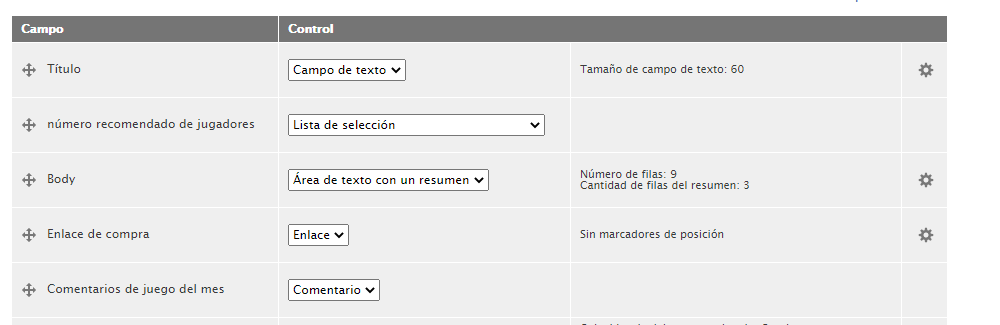 Campo Control
Título Campo de texto Tamaño de campo de texto: 60
número recomendado de jugadores Lista de selección
Body Área de texto con un resumen Número de filas: 9
Cantidad de filas del resumen: 3
Enlace de compra Enlace Sin marcadores de posición
Comentarios de juego del mes Comentario